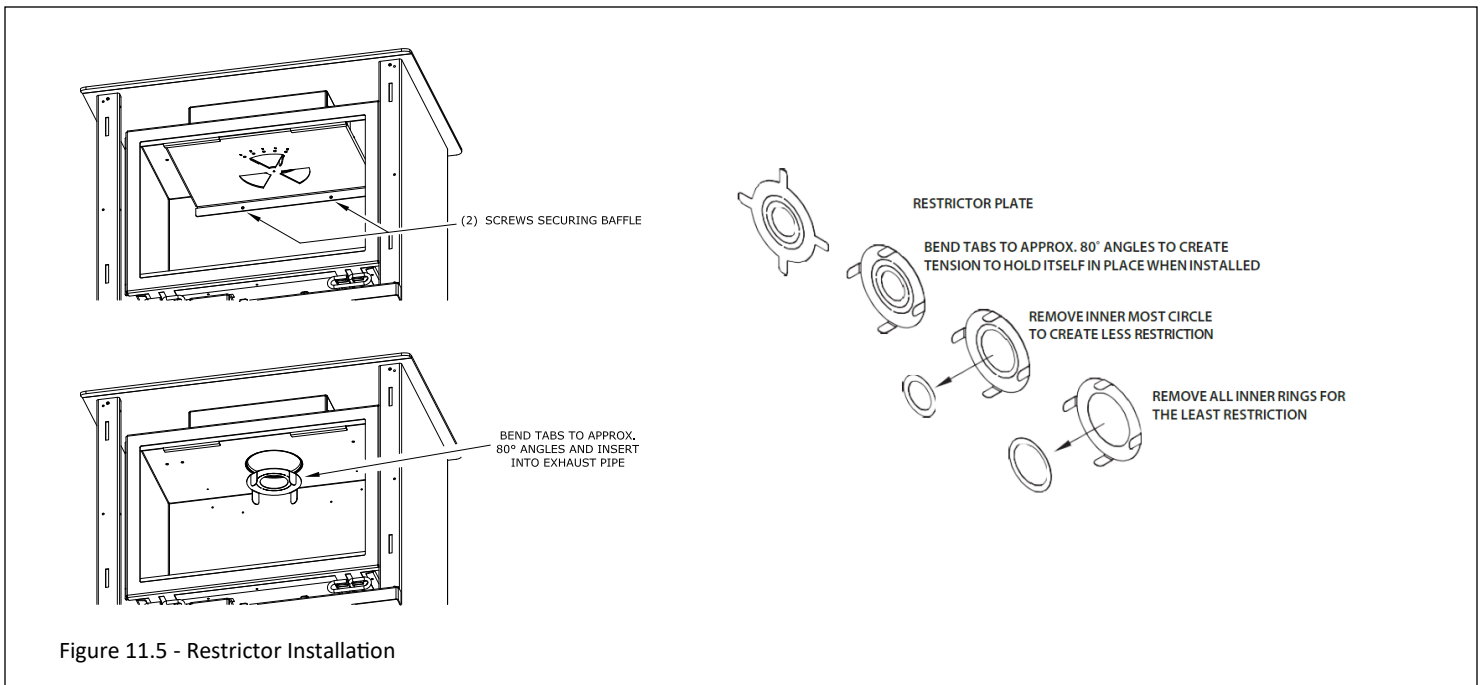 (2) SCREWS SECURING BAFFLE
BEND TABS TO APPROX.
80° ANGLES AND INSERT
INTO EXHAUST PIPE
RESTRICTOR PLATE
BEND TABS TO APPROX. 80° ANGLES TO CREATE
TENSION TO HOLD ITSELF IN PLACE WHEN INSTALLED
REMOVE INNER MOST CIRCLE
TO CREATE LESS RESTRICTION
REMOVE ALL INNER RINGS FOR
THE LEAST RESTRICTION
Figure 11.5 - Restrictor Installation